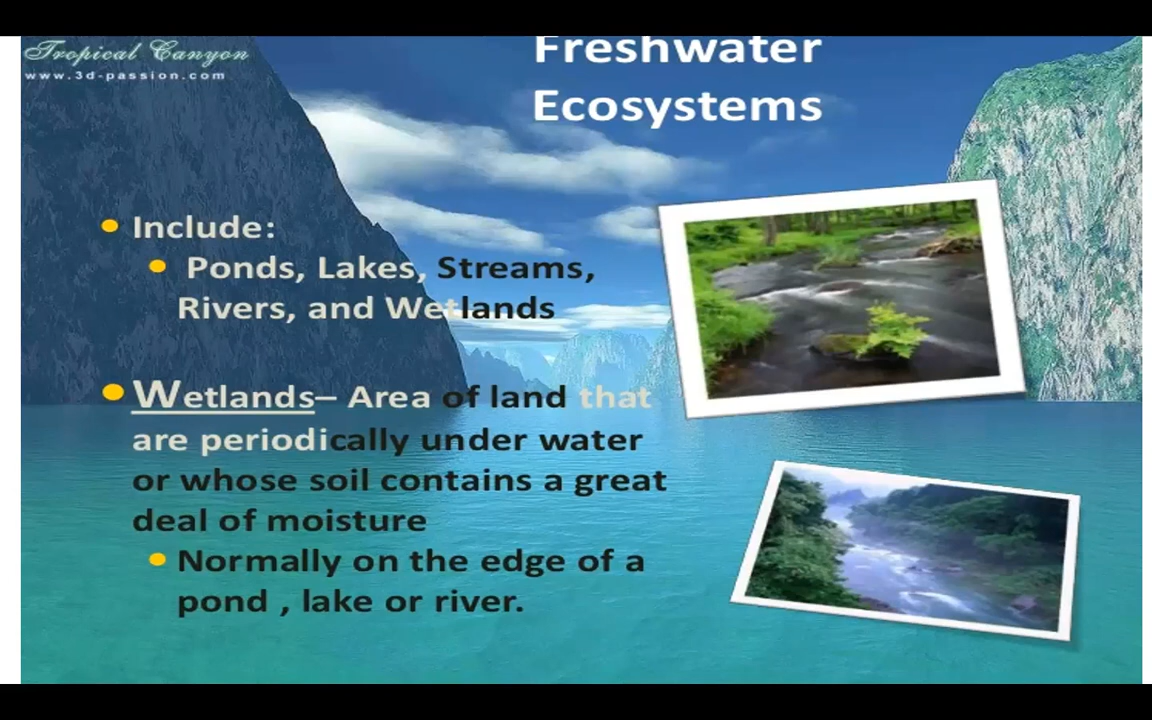 Tropical Canyon
www.3d-passion.com
Freshwater
Ecosystems
Include:
Ponds, Lakes, Streams,
Rivers, and Wetlands
Wetlands– Area of land that
are periodically under water
or whose soil contains a great
deal of moisture
Normally on the edge of a
pond , lake or river.